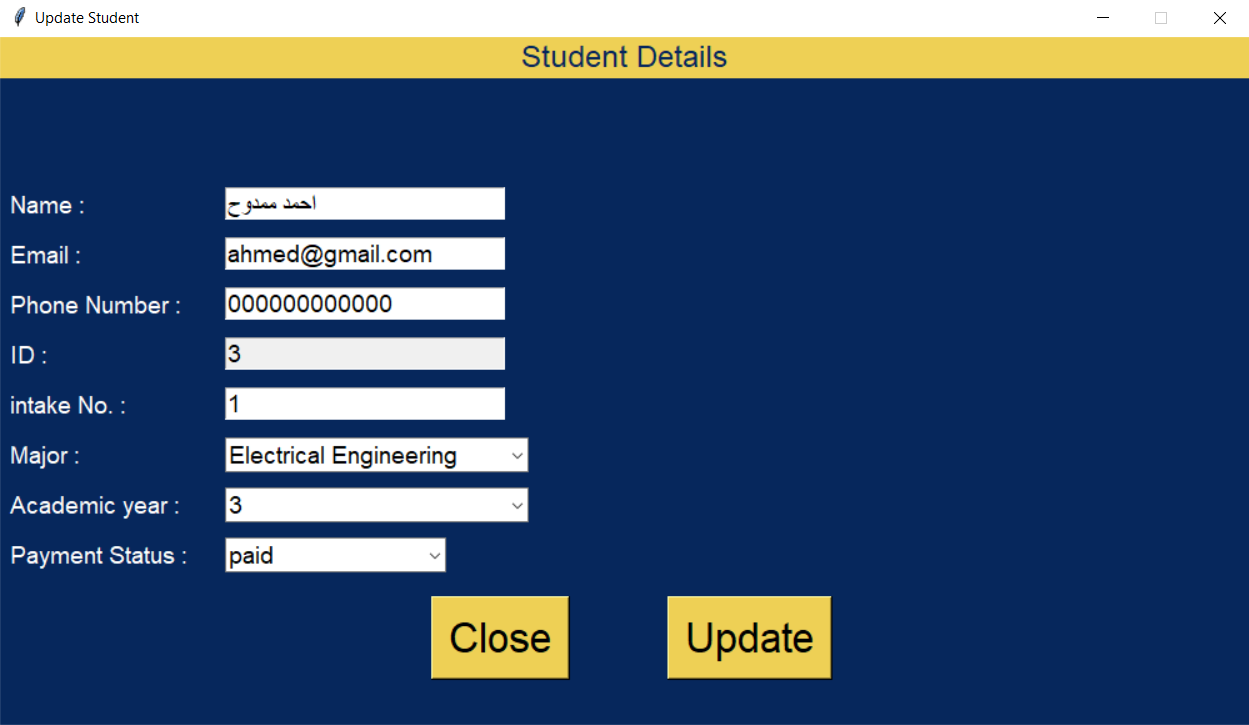 Update Student
Student Details
Name : احمد ممدوح
Email : ahmed@gmail.com
Phone Number : 000000000000
ID : 3
intake No. : 1
Major : Electrical Engineering
Academic year : 3
Payment Status : paid
Close Update